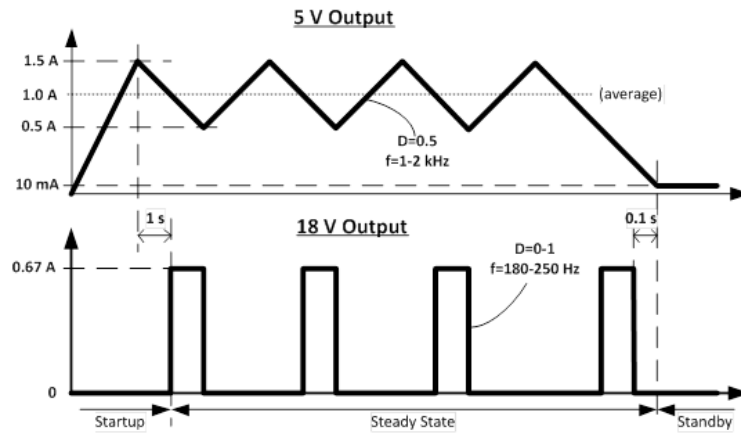 5 V Output
1.5 A
1.0 A
(average)
0.5 A
D=0.5
f=1-2 kHz
10 mA
1 s
0.1 s
18 V Output
D=0-1
f=180-250 Hz
0.67 A
0
Startup
Steady State
Standby